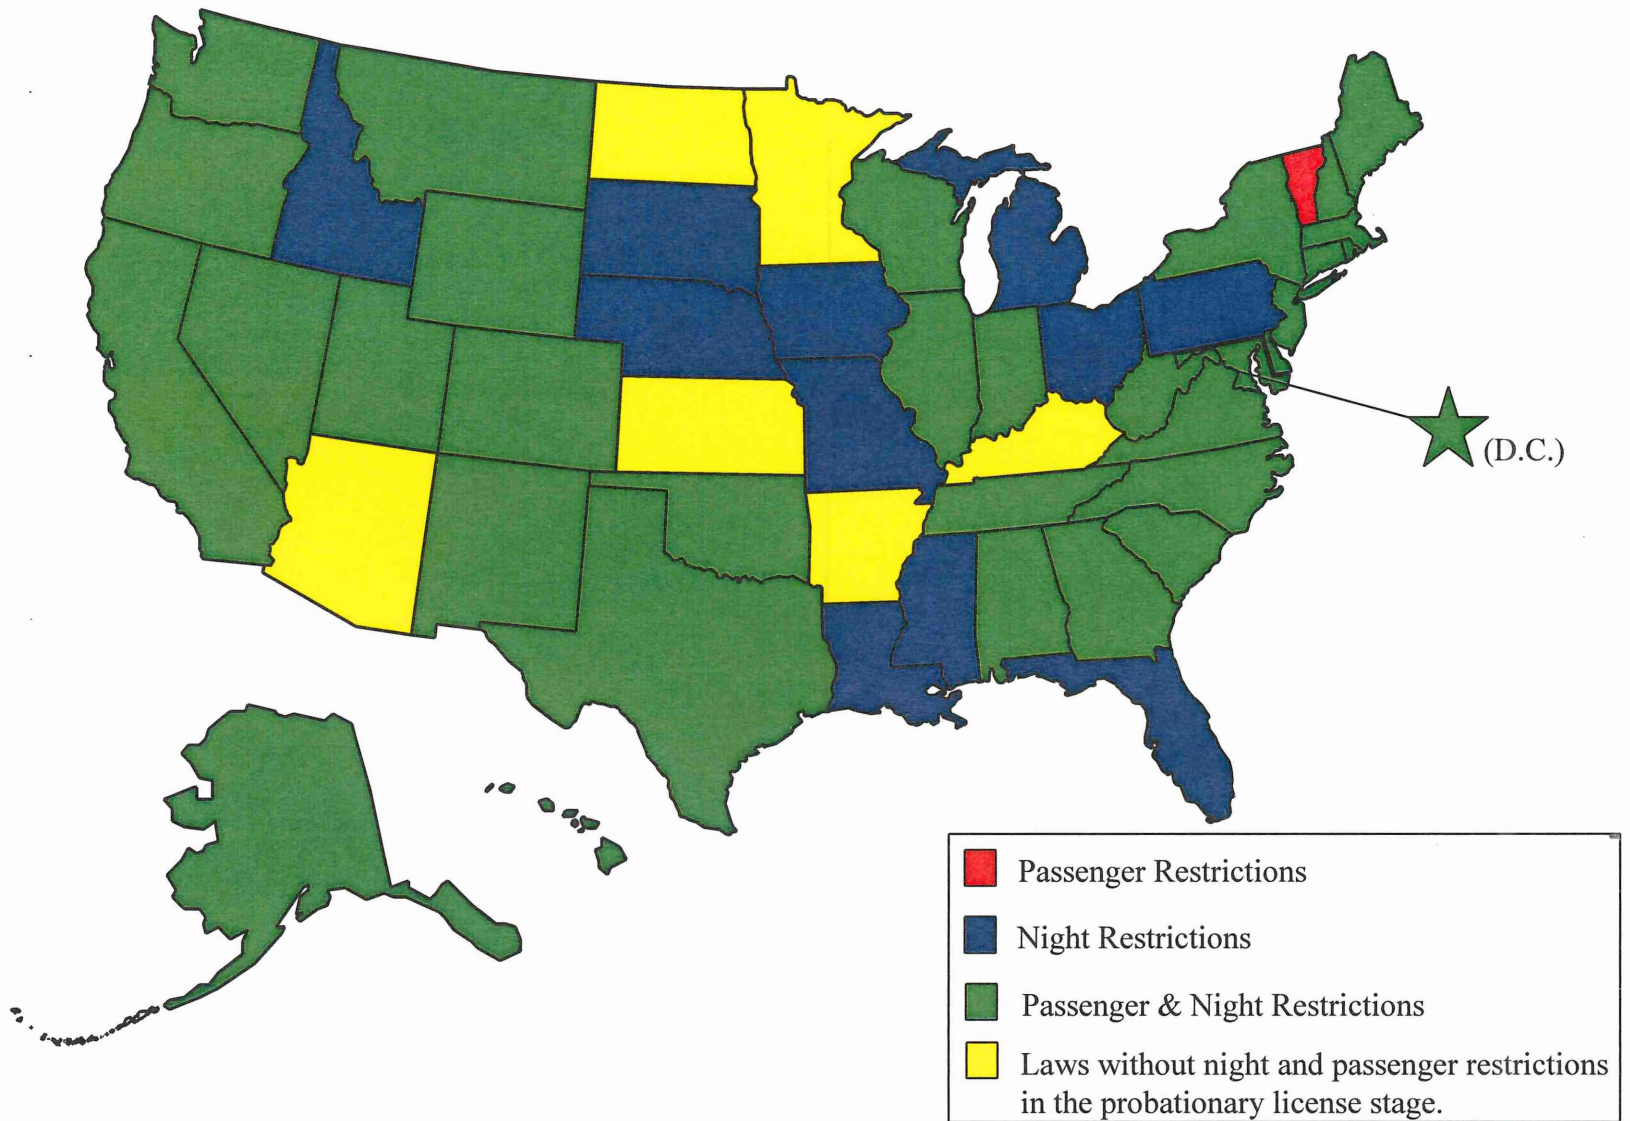 (D.C.)
Passenger Restrictions
Night Restrictions
Passenger & Night Restrictions
Laws without night and passenger restrictions
in the probationary license stage.